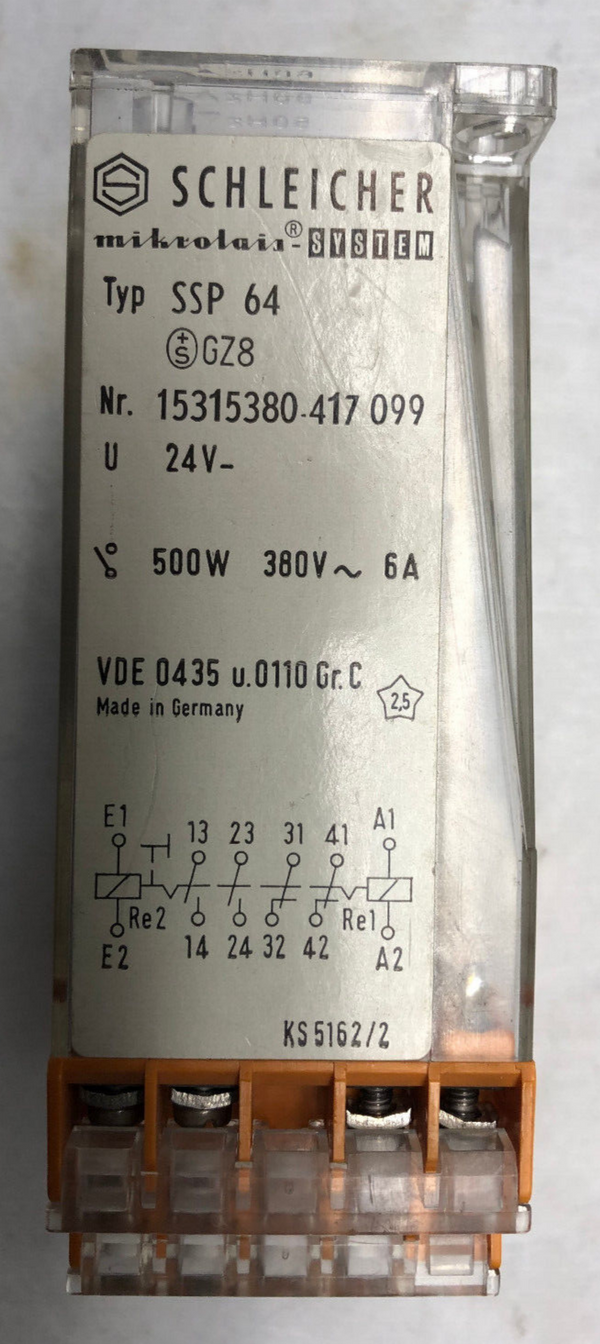 SCHLEICHER
mikrolais®-SYSTEM
Typ SSP 64
GZ8
Nr. 15315380-417 099
U 24V-
500W 380V~ 6A
VDE 0435 u.0110 Gr.C
Made in Germany
2,5
E1 13 23 31 41 A1
Re2 Re1
E2 14 24 32 42 A2
KS5162/2